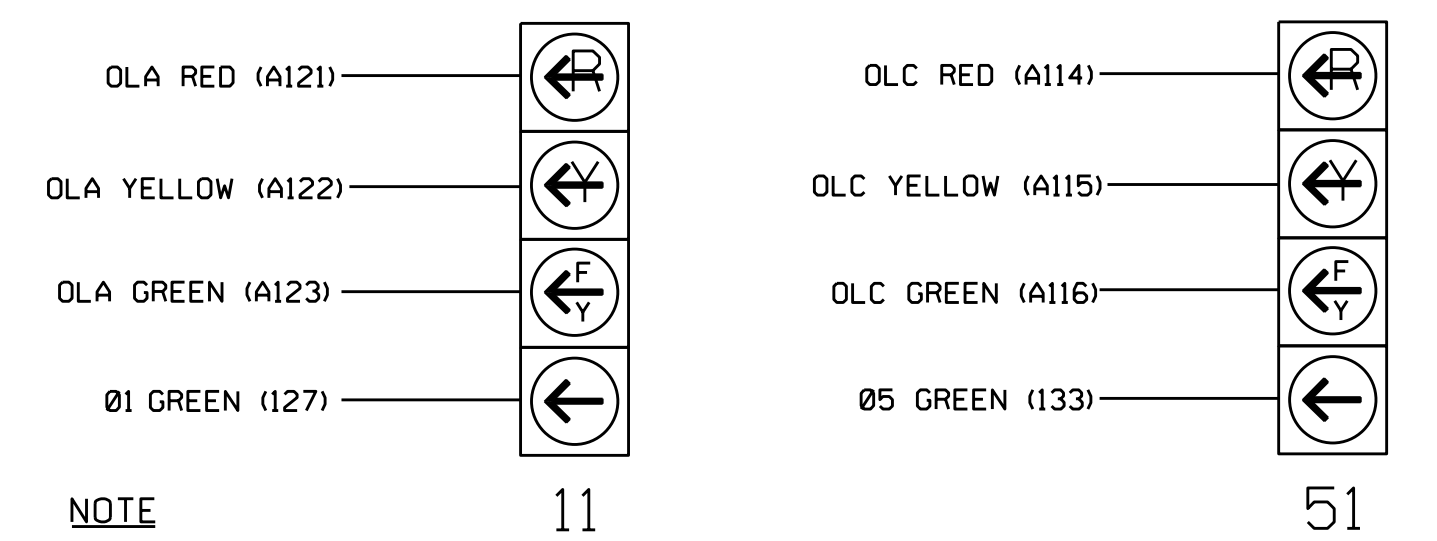 OLA RED (A121)
R
OLA YELLOW (A122)
Y
OLA GREEN (A123)
F
Y
Ø1 GREEN (127)
11
OLC RED (A114)
R
OLC YELLOW (A115)
Y
OLC GREEN (A116)
F
Y
Ø5 GREEN (133)
51
NOTE